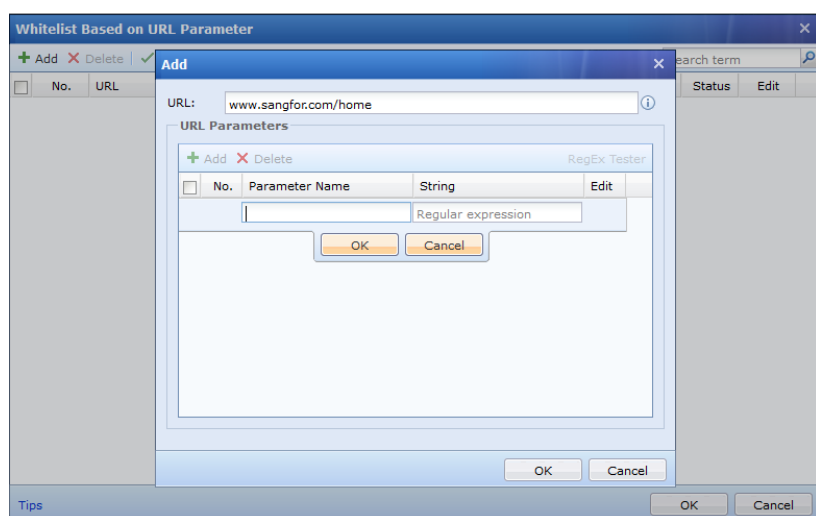 Whitelist Based on URL Parameter
Add Delete
earch term
No. URL Status Edit
Add
URL: www.sangfor.com/home
URL Parameters
Add Delete RegEx Tester
No. Parameter Name String Edit
Regular expression
OK Cancel
OK Cancel
Tips OK Cancel